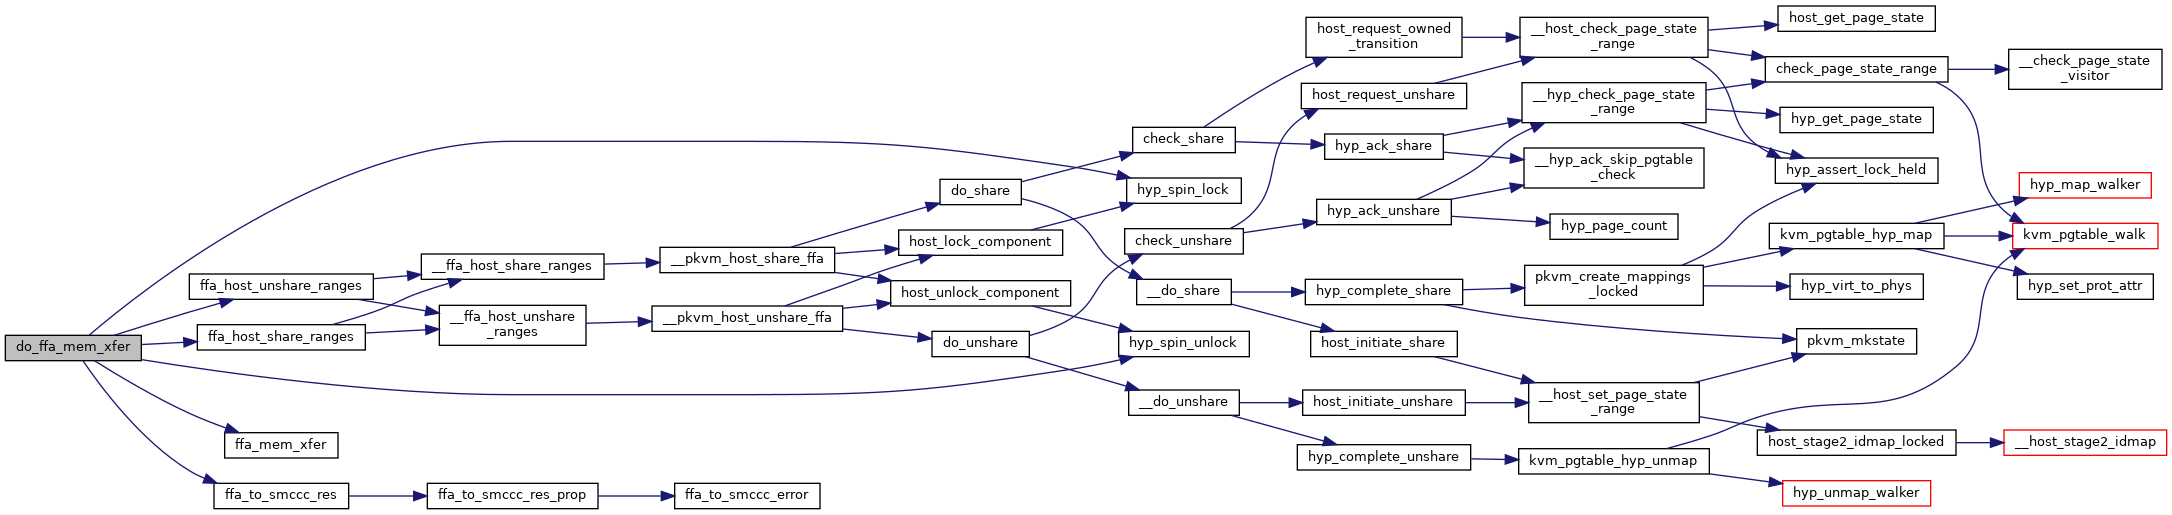 do_ffa_mem_xfer
ffa_host_unshare_ranges
ffa_host_share_ranges
ffa_mem_xfer
ffa_to_smccc_res
__ffa_host_share_ranges
__ffa_host_unshare
_ranges
ffa_to_smccc_res_prop
__pkvm_host_share_ffa
__pkvm_host_unshare_ffa
ffa_to_smccc_error
do_share
host_lock_component
host_unlock_component
do_unshare
check_share
hyp_spin_lock
check_unshare
__do_share
hyp_spin_unlock
__do_unshare
host_request_owned
_transition
host_request_unshare
hyp_ack_share
hyp_ack_unshare
hyp_complete_share
host_initiate_share
host_initiate_unshare
hyp_complete_unshare
__host_check_page_state
_range
__hyp_check_page_state
_range
__hyp_ack_skip_pgtable
_check
hyp_page_count
pkvm_create_mappings
_locked
__host_set_page_state
_range
kvm_pgtable_hyp_unmap
host_get_page_state
check_page_state_range
hyp_get_page_state
hyp_assert_lock_held
kvm_pgtable_hyp_map
hyp_virt_to_phys
pkvm_mkstate
host_stage2_idmap_locked
hyp_unmap_walker
__check_page_state
_visitor
hyp_map_walker
kvm_pgtable_walk
hyp_set_prot_attr
__host_stage2_idmap